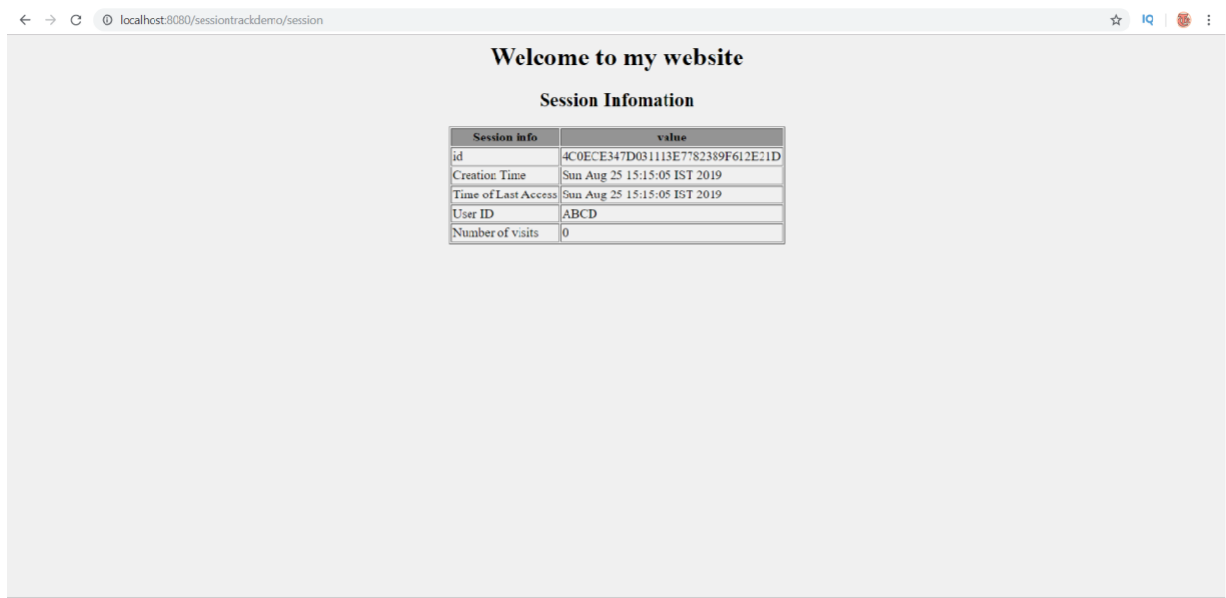 localhost:8080/sessiontrackdemo/session
IQ
Welcome to my website
Session Infomation
Session info value
id 4C0ECE347D031113E7782389F612E21D
Creation Time Sun Aug 25 15:15:05 IST 2019
Time of Last Access Sun Aug 25 15:15:05 IST 2019
User ID ABCD
Number of visits 0